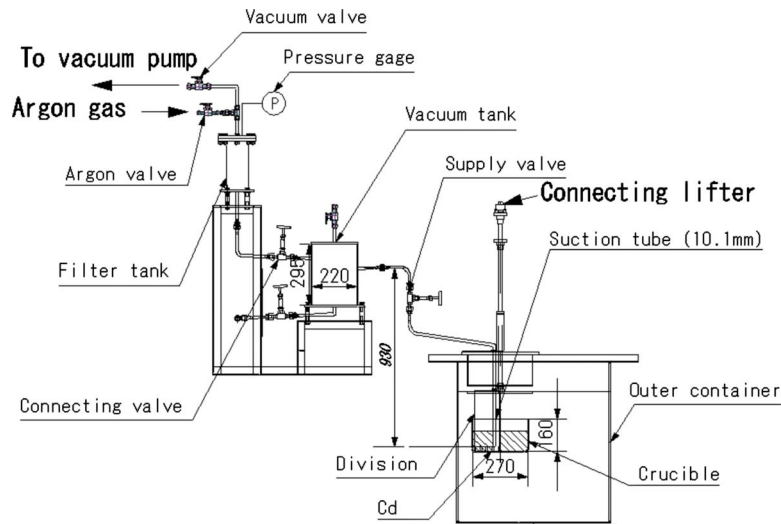 Vacuum valve
To vacuum pump
Pressure gage
P
Argon gas
Vacuum tank
Supply valve
Argon valve
Connecting lifter
Suction tube (10.1mm)
Filter tank
295
220
930
Outer container
Connecting valve
160
Division
270
Crucible
Cd